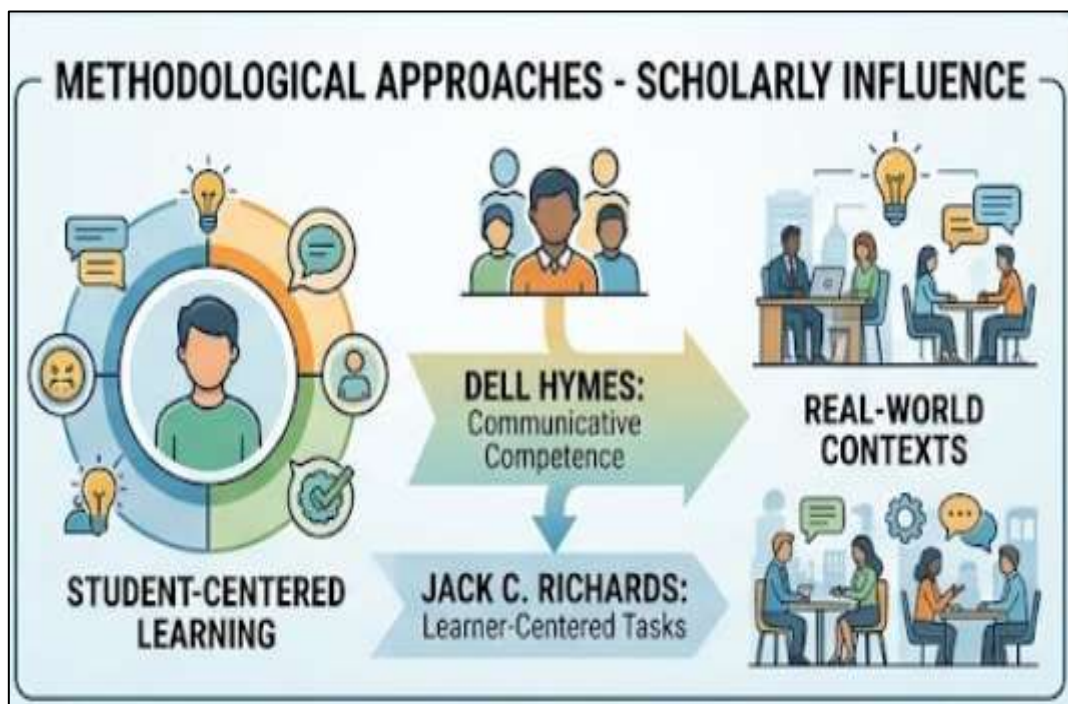 METHODOLOGICAL APPROACHES - SCHOLARLY INFLUENCE
STUDENT-CENTERED
LEARNING
DELL HYMES:
Communicative
Competence
JACK C. RICHARDS:
Learner-Centered Tasks
REAL-WORLD
CONTEXTS